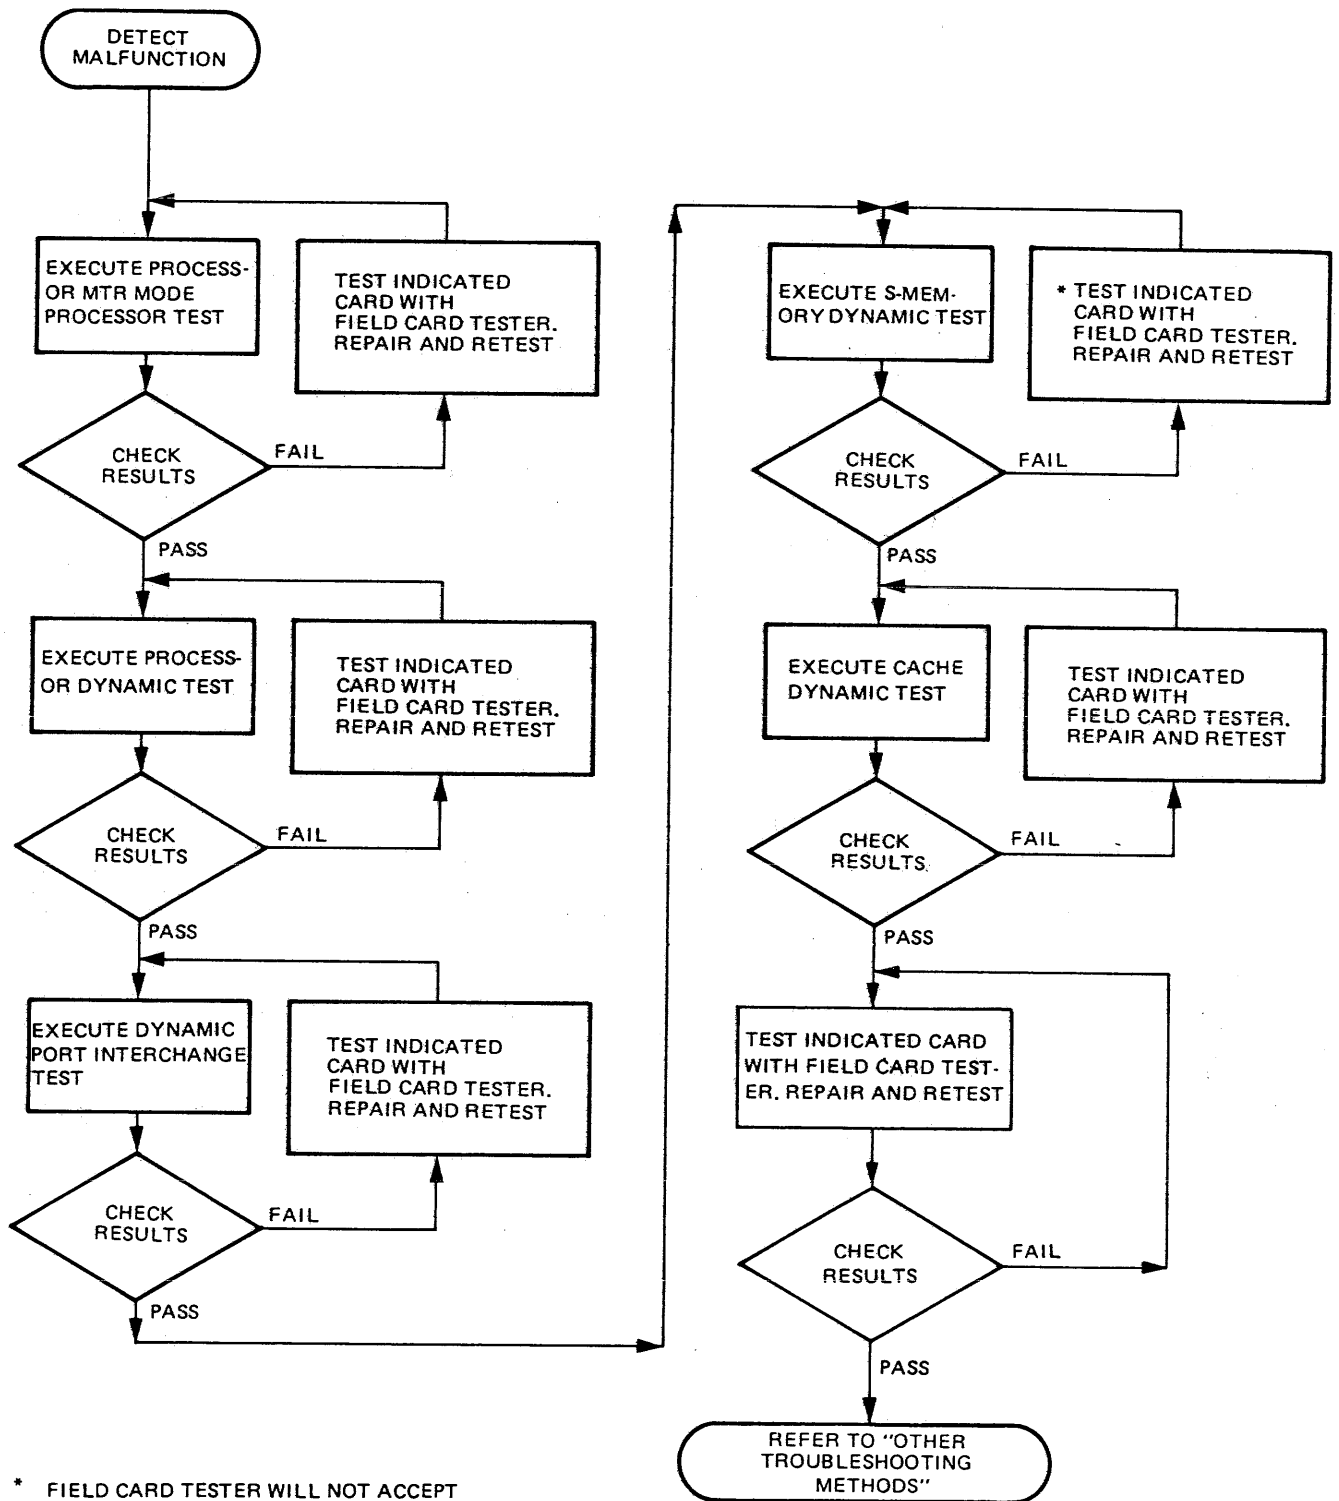 DETECT
MALFUNCTION
EXECUTE PROCESS-
OR MTR MODE
PROCESSOR TEST
TEST INDICATED
CARD WITH
FIELD CARD TESTER.
REPAIR AND RETEST
CHECK
RESULTS
FAIL
PASS
EXECUTE PROCESS-
OR DYNAMIC TEST
TEST INDICATED
CARD WITH
FIELD CARD TESTER.
REPAIR AND RETEST
CHECK
RESULTS
FAIL
PASS
EXECUTE DYNAMIC
PORT INTERCHANGE
TEST
TEST INDICATED
CARD WITH
FIELD CARD TESTER.
REPAIR AND RETEST
CHECK
RESULTS
FAIL
PASS
EXECUTE S-MEM-
ORY DYNAMIC TEST
* TEST INDICATED
CARD WITH
FIELD CARD TESTER.
REPAIR AND RETEST
CHECK
RESULTS
FAIL
PASS
EXECUTE CACHE
DYNAMIC TEST
TEST INDICATED
CARD WITH
FIELD CARD TESTER.
REPAIR AND RETEST
CHECK
RESULTS
FAIL
PASS
TEST INDICATED CARD
WITH FIELD CARD TEST-
ER. REPAIR AND RETEST
CHECK
RESULTS
FAIL
PASS
REFER TO "OTHER
TROUBLESHOOTING
METHODS"
* FIELD CARD TESTER WILL NOT ACCEPT